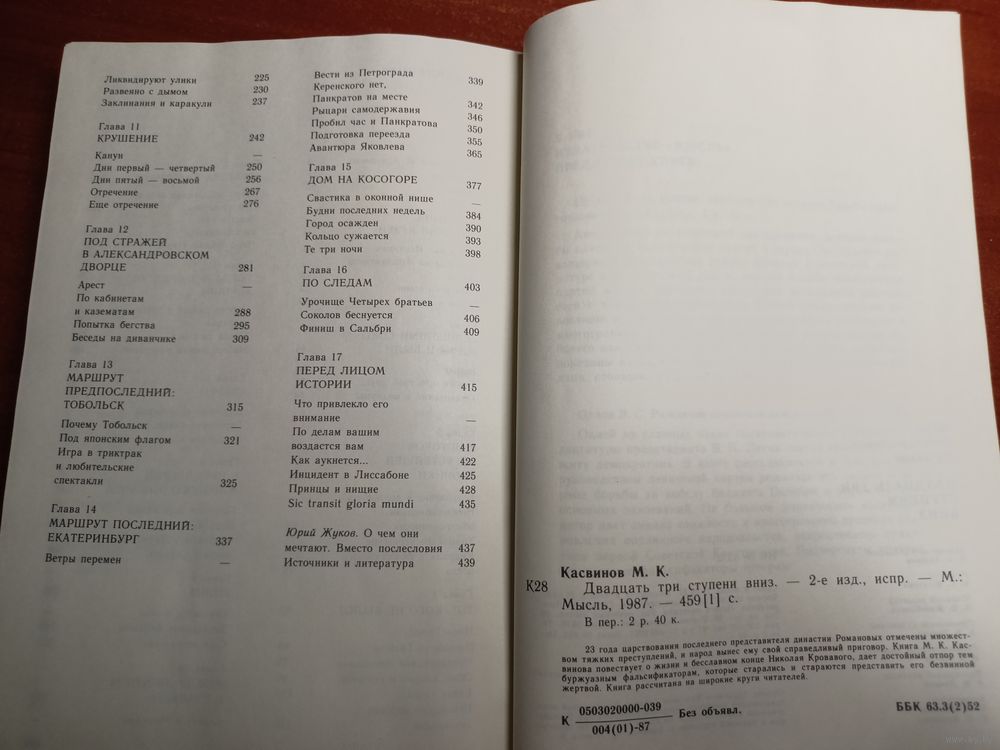 Ликвидируют улики 225
Развенно с дымом 230
Заклинания и каракули 237
Глава 11
КРУШЕНИЕ 242
Канун —
Дни первый — четвертый 250
Дни пятый — восьмой 256
Отречение 267
Еще отречение 276
Глава 12
ПОД СТРАЖЕЙ
В АЛЕКСАНДРОВСКОМ
ДВОРЦЕ 281
Арест —
По кабинетам
и казематам 288
Попытка бегства 295
Беседы на диванчике 309
Глава 13
МАРШРУТ
ПРЕДПОСЛЕДНИЙ:
ТОБОЛЬСК 315
Почему Тобольск —
Под японским флагом 321
Игра в триктрак
и любительские
спектакли 325
Глава 14
МАРШРУТ ПОСЛЕДНИЙ:
ЕКАТЕРИНБУРГ 337
Ветры перемен —
Вести из Петрограда 339
Керенского нет,
Панкратов на месте 342
Рыцари самодержавия 346
Пробил час и Панкратова 350
Подготовка переезда 355
Авантюра Яковлева 365
Глава 15
ДОМ НА КОСОГОРЕ 377
Свастика в оконной нише —
Будни последних недель 384
Город осажден 390
Кольцо сужается 393
Те три ночи 398
Глава 16
ПО СЛЕДАМ 403
Урочище Четырех братьев —
Соколов беснуется 406
Финиш в Сальбри 409
Глава 17
ПЕРЕД ЛИЦОМ
ИСТОРИИ 415
Что привлекло его
внимание —
По делам вашим
воздастся вам 417
Как аукнется... 422
Инцидент в Лиссабоне 425
Принцы и нищие 428
Sic transit gloria mundi 435
Юрий Жуков. О чем они
мечтают. Вместо послесловия 437
Источники и литература 439
Касвинов М. К.
К28 Двадцать три ступени вниз. — 2-е изд., испр. — М.:
Мысль, 1987. — 459[1] с.
В пер.: 2 р. 40 к.
23 года царствования последнего представителя династии Романовых отмечены множест-
вом тяжких преступлений, и народ вынес ему свой справедливый приговор. Книга М. К. Кас-
винова повествует о жизни и бесславном конце Николая Кровавого, дает достойный отпор тем
буржуазным фальсификаторам, которые старались и стараются представить его безвинной
жертвой. Книга рассчитана на широкие круги читателей.
К 0503020000-039
004(01)-87 Без объявл.
ББК 63.3(2)52